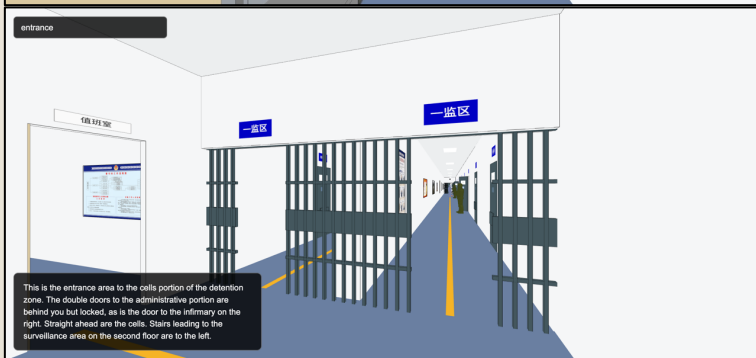 entrance
值班室
一监区
一监区
This is the entrance area to the cells portion of the detention
zone. The double doors to the administrative portion are
behind you but locked, as is the door to the infirmary on the
right. Straight ahead are the cells. Stairs leading to the
surveillance area on the second floor are to the left.